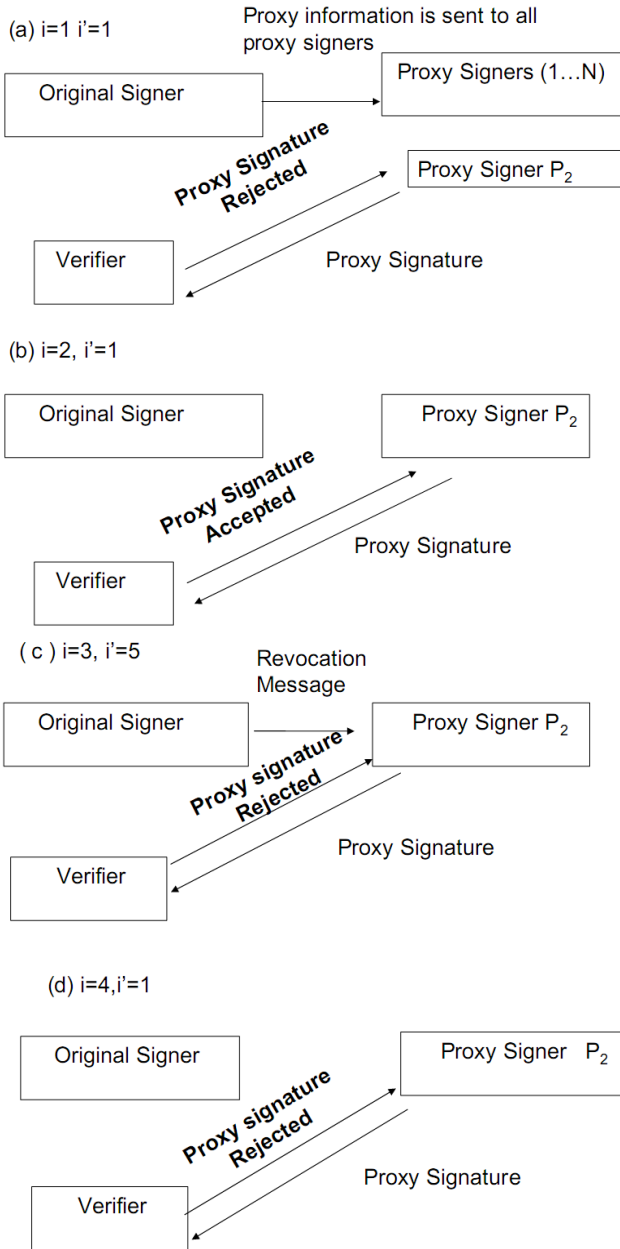 (a) i=1 i’=1
Proxy information is sent to all
proxy signers
Original Signer
Proxy Signers (1…N)
Proxy Signature
Rejected
Proxy Signer P₂
Verifier
Proxy Signature
(b) i=2, i’=1
Original Signer
Proxy Signer P₂
Proxy Signature
Accepted
Proxy Signature
Verifier
( c ) i=3, i’=5
Revocation
Message
Original Signer
Proxy Signer P₂
Proxy signature
Rejected
Proxy Signature
Verifier
(d) i=4,i’=1
Original Signer
Proxy Signer P₂
Proxy signature
Rejected
Proxy Signature
Verifier